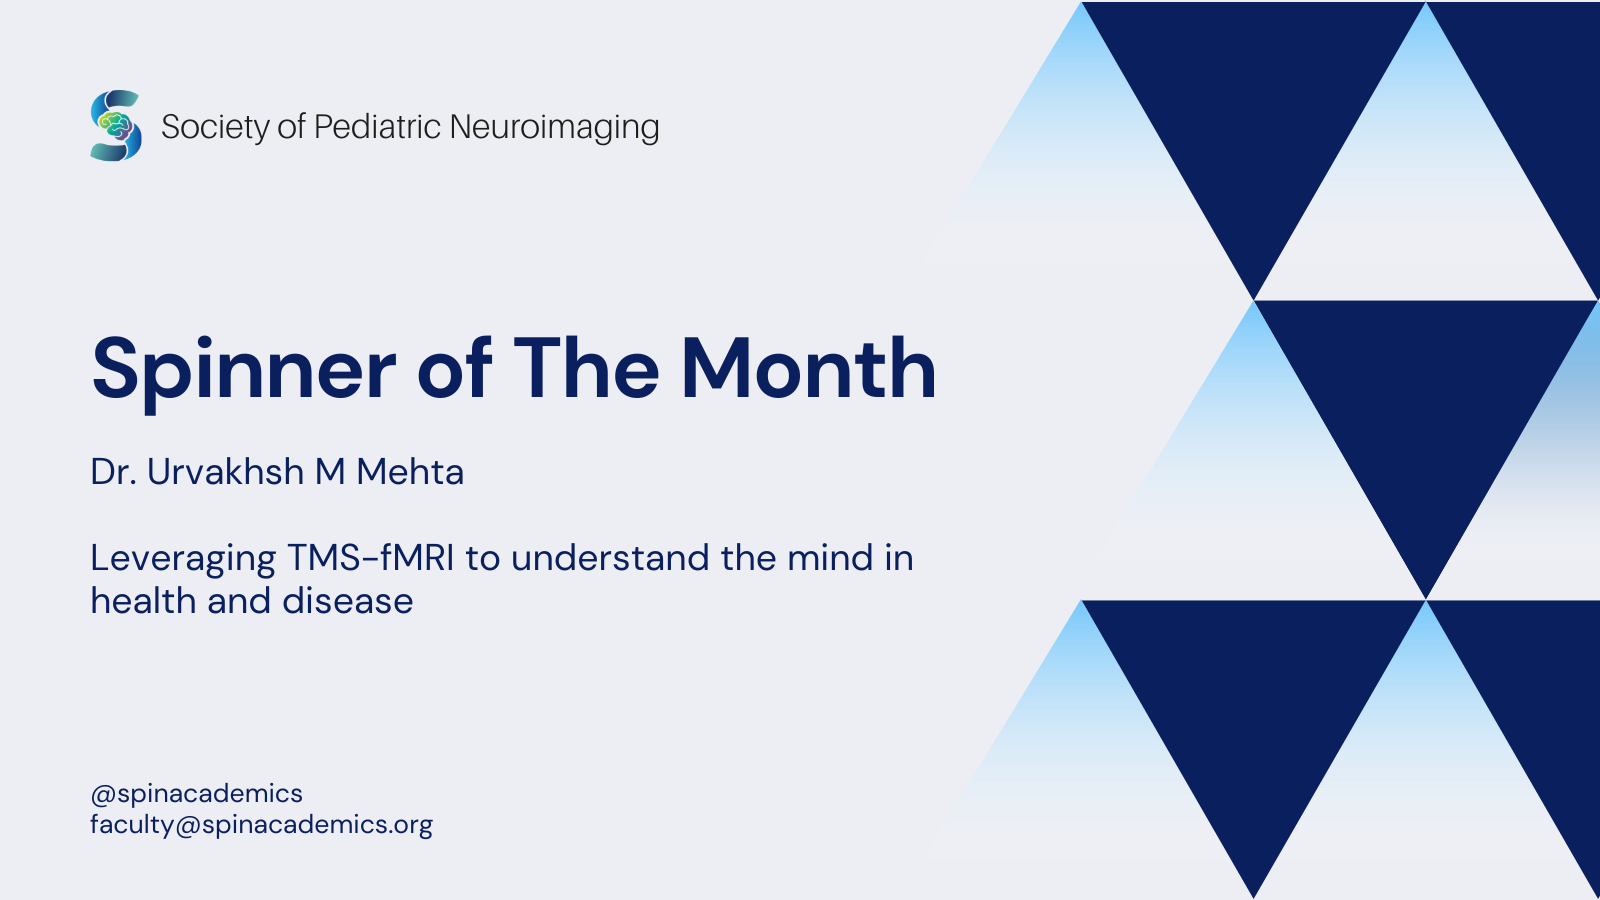 Society of Pediatric Neuroimaging
Spinner of The Month
Dr. Urvakhsh M Mehta
Leveraging TMS-fMRI to understand the mind in
health and disease
@spinacademics
faculty@spinacademics.org